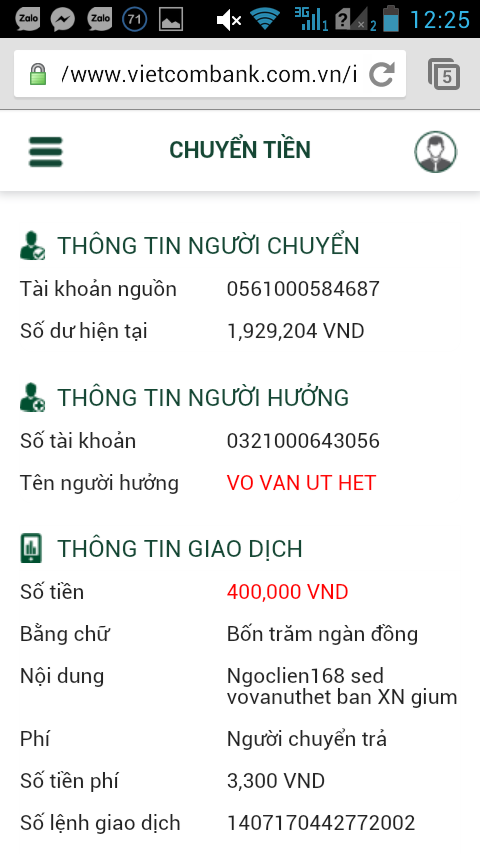 Zalo Zalo 71 3G 1 ? 2 12:25
/www.vietcombank.com.vn/i 5
CHUYỂN TIỀN
THÔNG TIN NGƯỜI CHUYỂN
Tài khoản nguồn 0561000584687
Số dư hiện tại 1,929,204 VND
THÔNG TIN NGƯỜI HƯỞNG
Số tài khoản 0321000643056
Tên người hưởng VO VAN UT HET
THÔNG TIN GIAO DỊCH
Số tiền 400,000 VND
Bằng chữ Bốn trăm ngàn đồng
Nội dung Ngoclien168 sed
vovanuthet ban XN gium
Phí Người chuyển trả
Số tiền phí 3,300 VND
Số lệnh giao dịch 1407170442772002